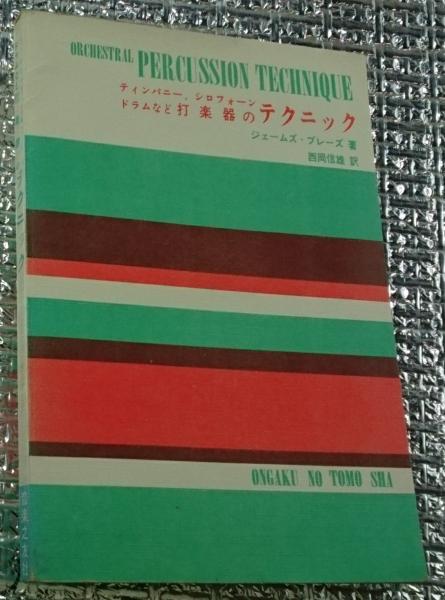 ORCHESTRAL PERCUSSION TECHNIQUE
ティンパニー、シロフォーン
ドラムなど打楽器のテクニック
ジェームズ・ブレーズ 著
西岡信雄 訳
ONGAKU NO TOMO SHA